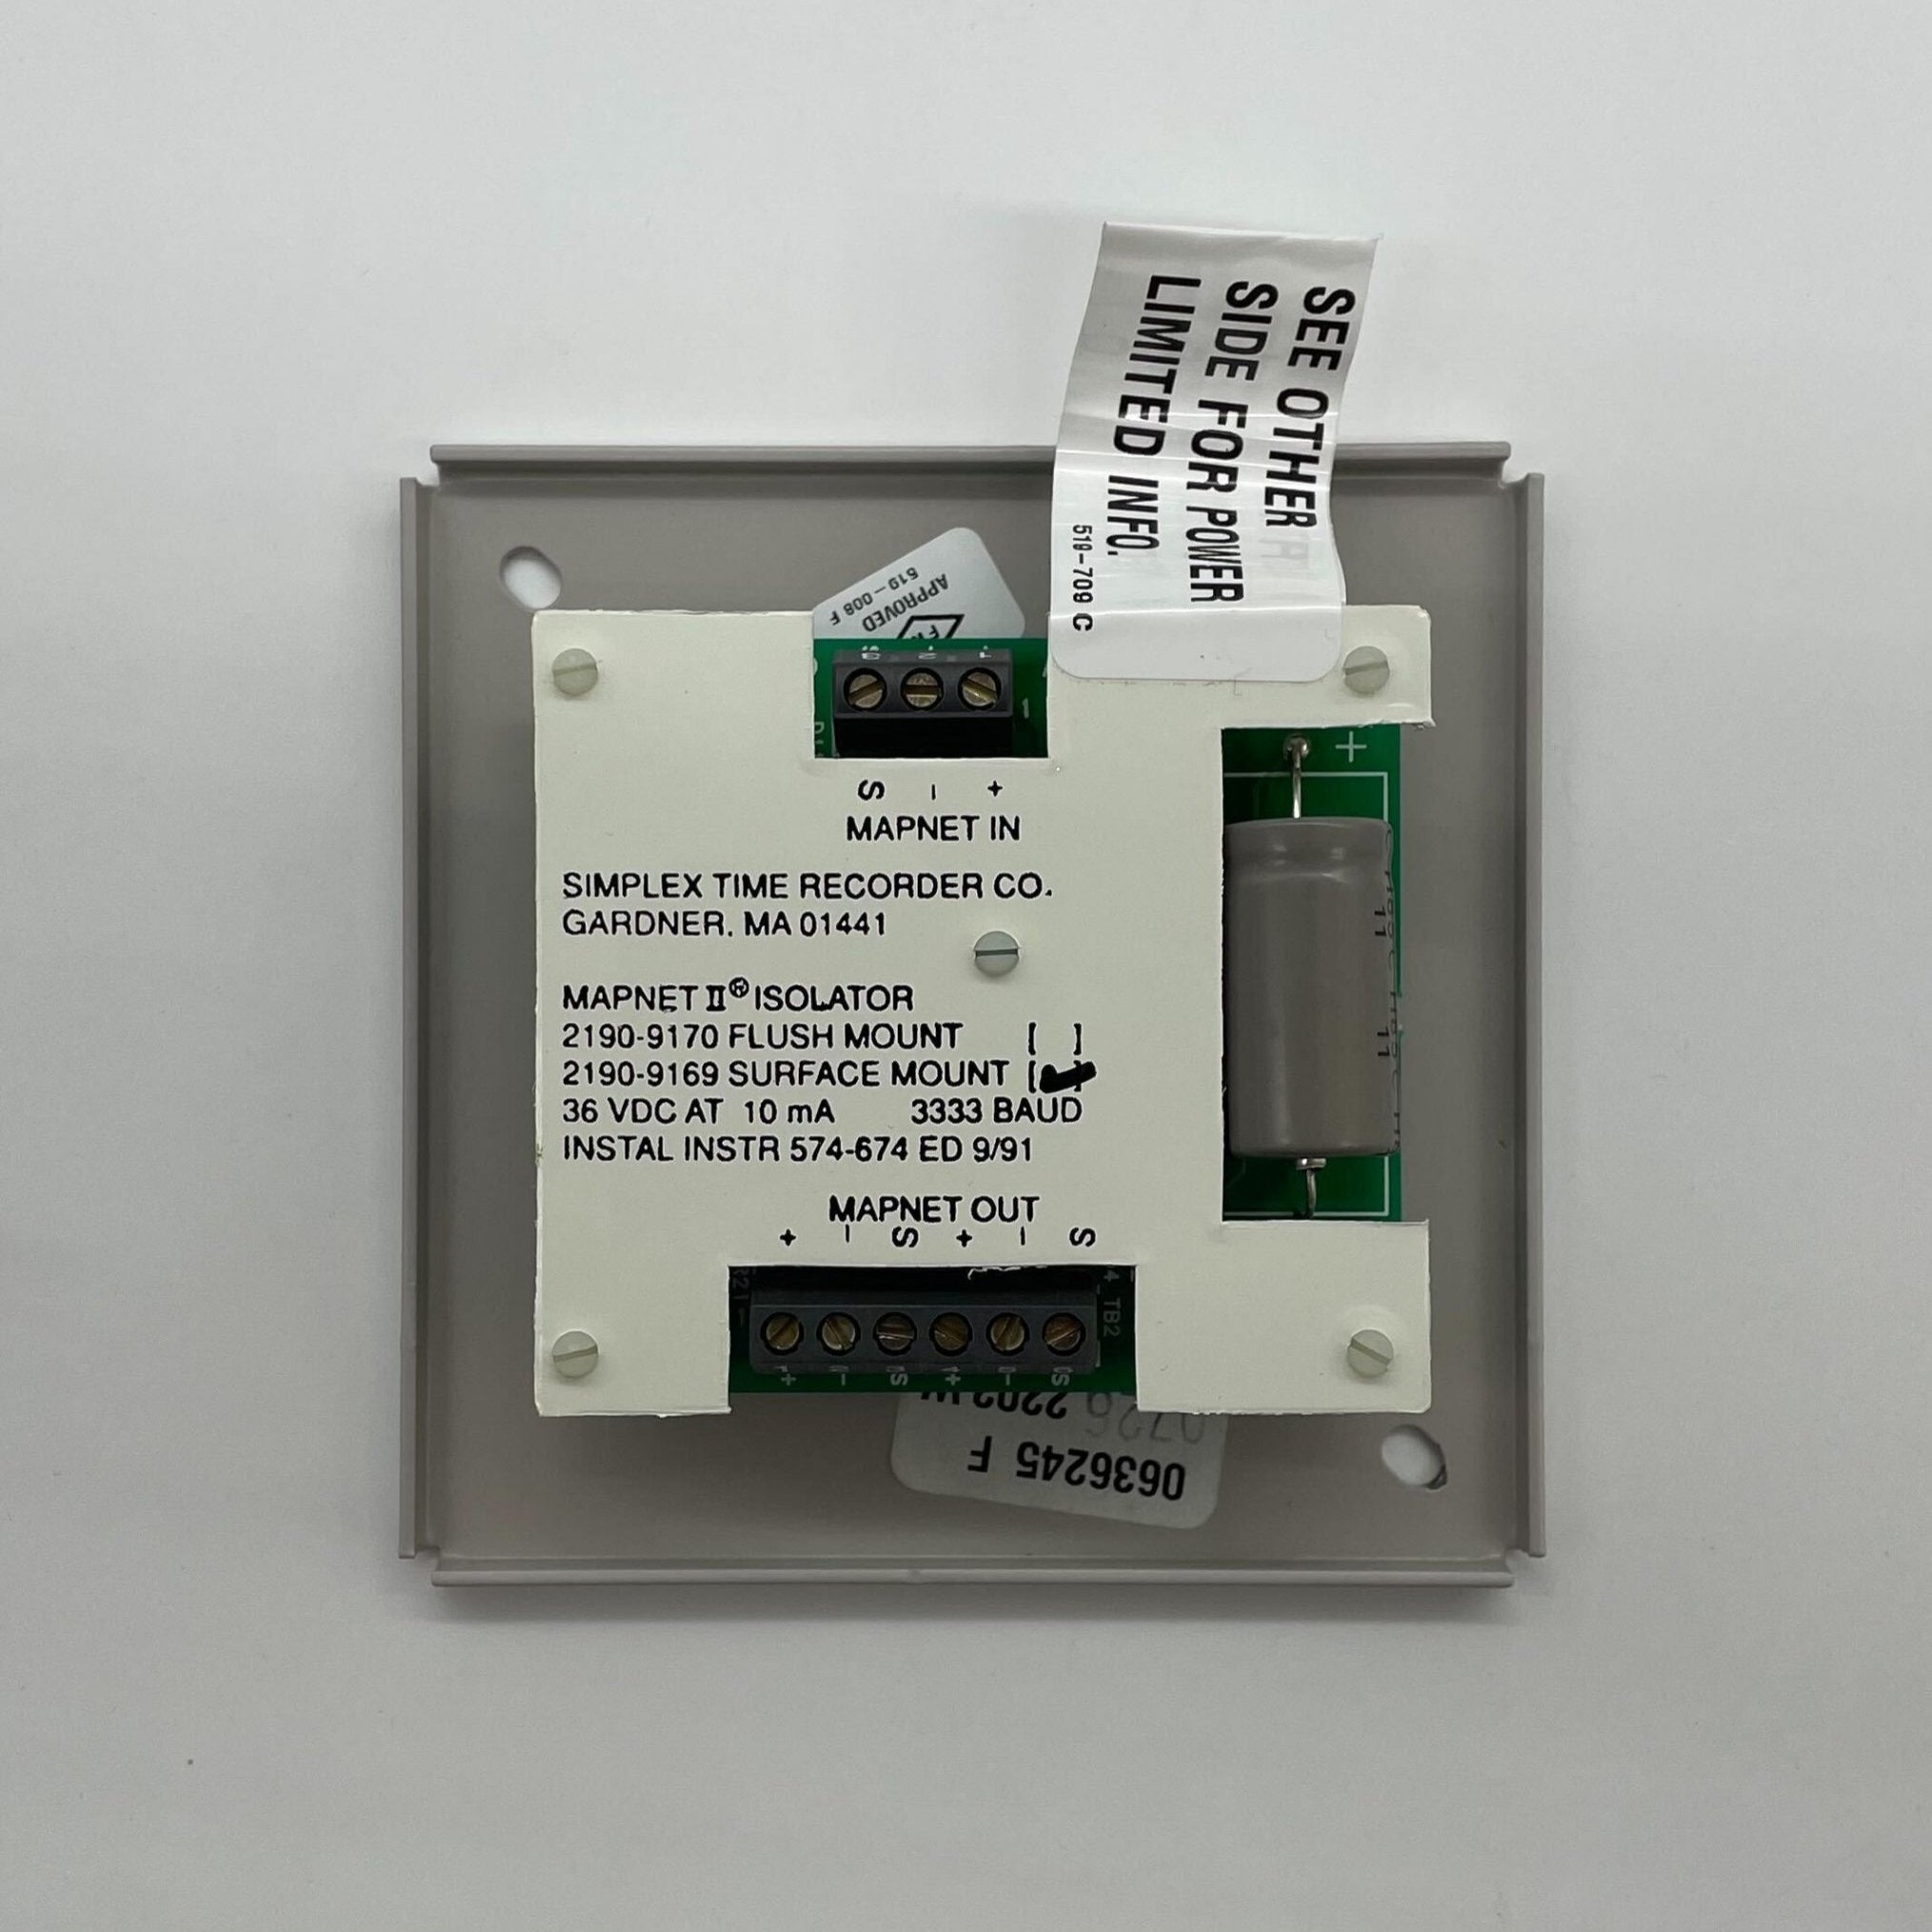 SEE OTHER
SIDE FOR POWER
LIMITED INFO.
519-709 C
APPROVED
519-008 F
S - +
MAPNET IN
SIMPLEX TIME RECORDER CO.
GARDNER, MA 01441
MAPNET II® ISOLATOR
2190-9170 FLUSH MOUNT [ ]
2190-9169 SURFACE MOUNT [✓]
36 VDC AT 10 mA 3333 BAUD
INSTAL INSTR 574-674 ED 9/91
MAPNET OUT
+ - S + - S
TB2
0636245 F